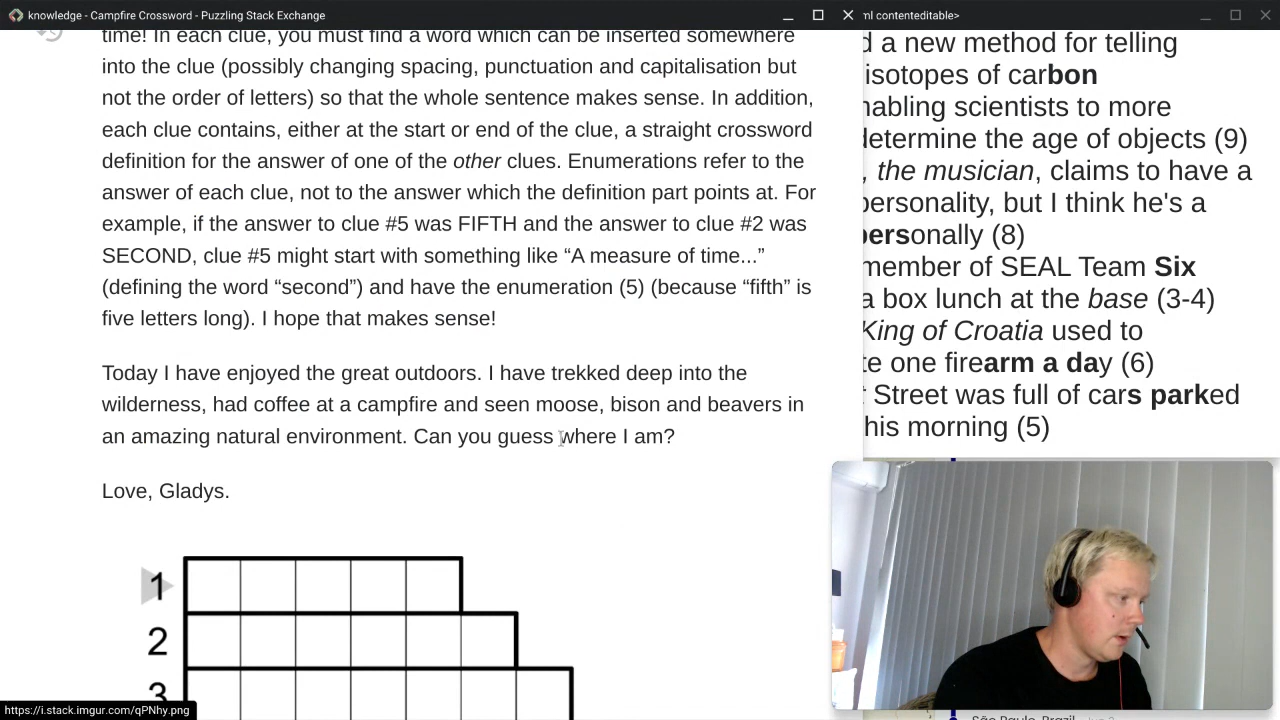 knowledge - Campfire Crossword - Puzzling Stack Exchange
ml contenteditable>
time! In each clue, you must find a word which can be inserted somewhere
into the clue (possibly changing spacing, punctuation and capitalisation but
not the order of letters) so that the whole sentence makes sense. In addition,
each clue contains, either at the start or end of the clue, a straight crossword
definition for the answer of one of the other clues. Enumerations refer to the
answer of each clue, not to the answer which the definition part points at. For
example, if the answer to clue #5 was FIFTH and the answer to clue #2 was
SECOND, clue #5 might start with something like “A measure of time...”
(defining the word “second”) and have the enumeration (5) (because “fifth” is
five letters long). I hope that makes sense!
Today I have enjoyed the great outdoors. I have trekked deep into the
wilderness, had coffee at a campfire and seen moose, bison and beavers in
an amazing natural environment. Can you guess where I am?
Love, Gladys.
1
2
3
https://i.stack.imgur.com/qPNhy.png
d a new method for telling
isotopes of carbon
nabling scientists to more
determine the age of objects (9)
, the musician, claims to have a
personality, but I think he's a
personally (8)
member of SEAL Team Six
a box lunch at the base (3-4)
King of Croatia used to
te one firearm a day (6)
Street was full of cars parked
his morning (5)
São Paulo, Brazil